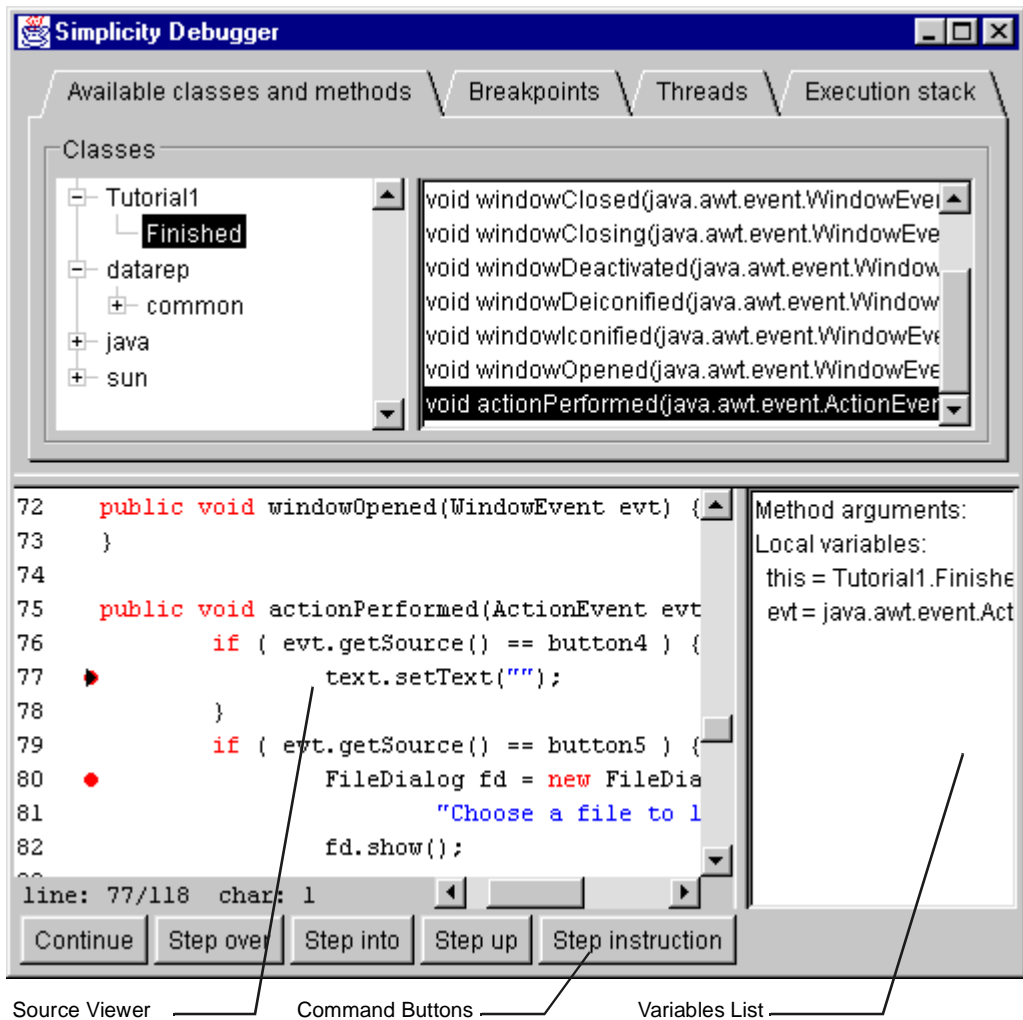 Simplicity Debugger
Available classes and methods Breakpoints Threads Execution stack
Classes
Tutorial1
Finished
datarep
common
java
sun
void windowClosed(java.awt.event.WindowEver
void windowClosing(java.awt.event.WindowEve
void windowDeactivated(java.awt.event.Window
void windowDeiconified(java.awt.event.Window
void windowIconified(java.awt.event.WindowEve
void windowOpened(java.awt.event.WindowEve
void actionPerformed(java.awt.event.ActionEver
72 public void windowOpened(WindowEvent evt) {
73 }
74
75 public void actionPerformed(ActionEvent evt
76 if ( evt.getSource() == button4 ) {
77 text.setText("");
78 }
79 if ( evt.getSource() == button5 ) {
80 FileDialog fd = new FileDia
81 "Choose a file to l
82 fd.show();
line: 77/118 char: 1
Method arguments:
Local variables:
this = Tutorial1.Finishe
evt = java.awt.event.Act
Continue Step over Step into Step up Step instruction
Source Viewer Command Buttons Variables List